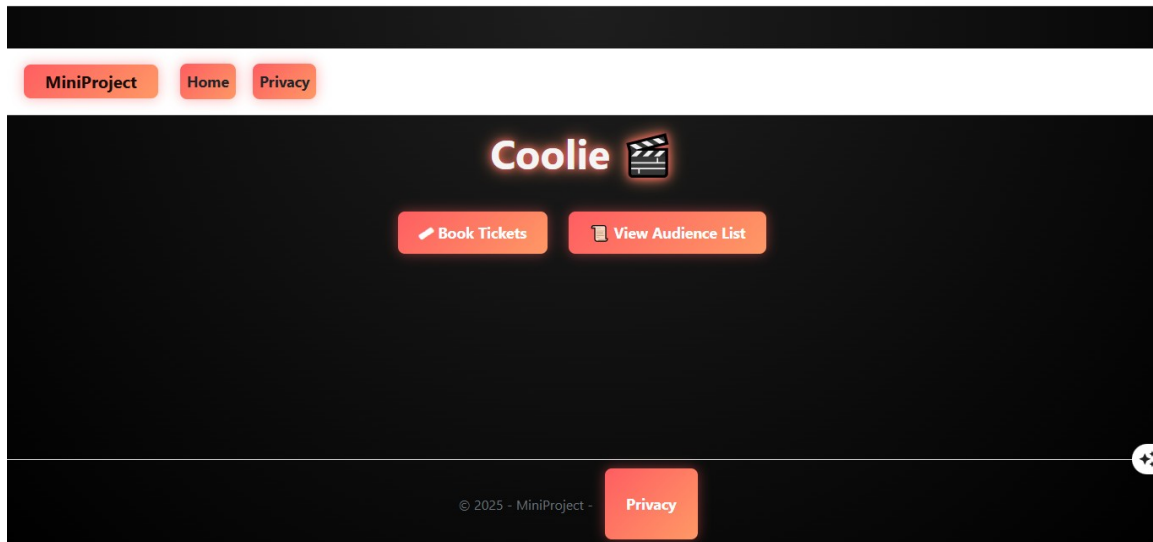 MiniProject Home Privacy
Coolie
Book Tickets View Audience List
© 2025 - MiniProject - Privacy